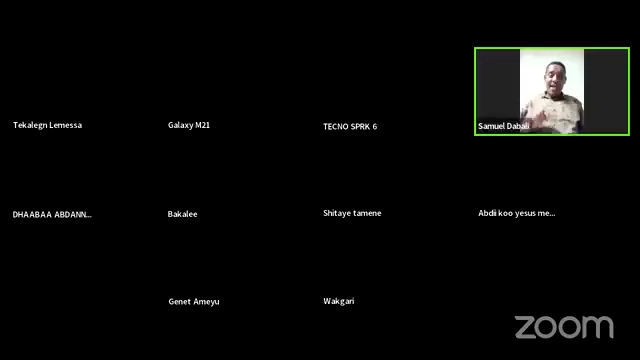 Tekalegn Lemessa
Galaxy M21
TECNO SPRK 6
Samuel Dabali
DHAABAA ABDANN...
Bakalee
Shitaye tamene
Abdii koo yesus me...
Genet Ameyu
Wakgari
zoom